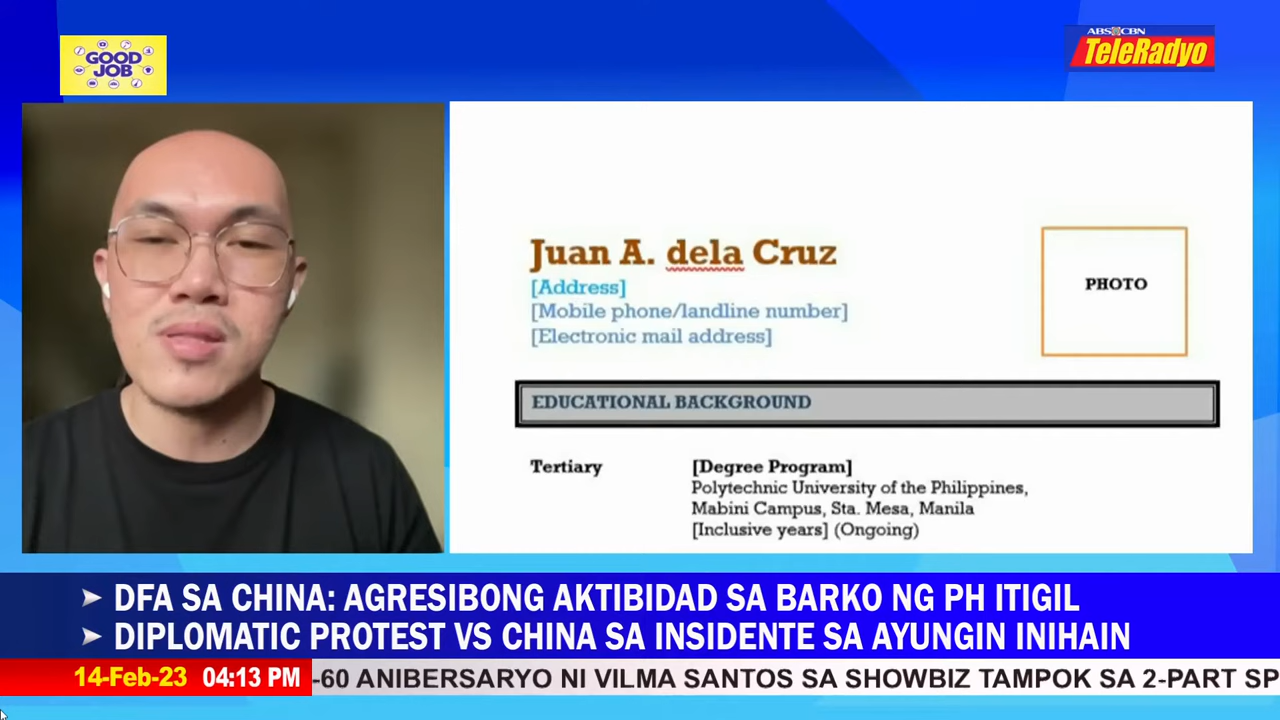 GOOD
JOB
ABS-CBN
TeleRadyo
Juan A. dela Cruz
[Address]
[Mobile phone/landline number]
[Electronic mail address]
PHOTO
EDUCATIONAL BACKGROUND
Tertiary [Degree Program]
Polytechnic University of the Philippines,
Mabini Campus, Sta. Mesa, Manila
[Inclusive years] (Ongoing)
DFA SA CHINA: AGRESIBONG AKTIBIDAD SA BARKO NG PH ITIGIL
DIPLOMATIC PROTEST VS CHINA SA INSIDENTE SA AYUNGIN INIHAIN
14-Feb-23 04:13 PM -60 ANIBERSARYO NI VILMA SANTOS SA SHOWBIZ TAMPOK SA 2-PART SP